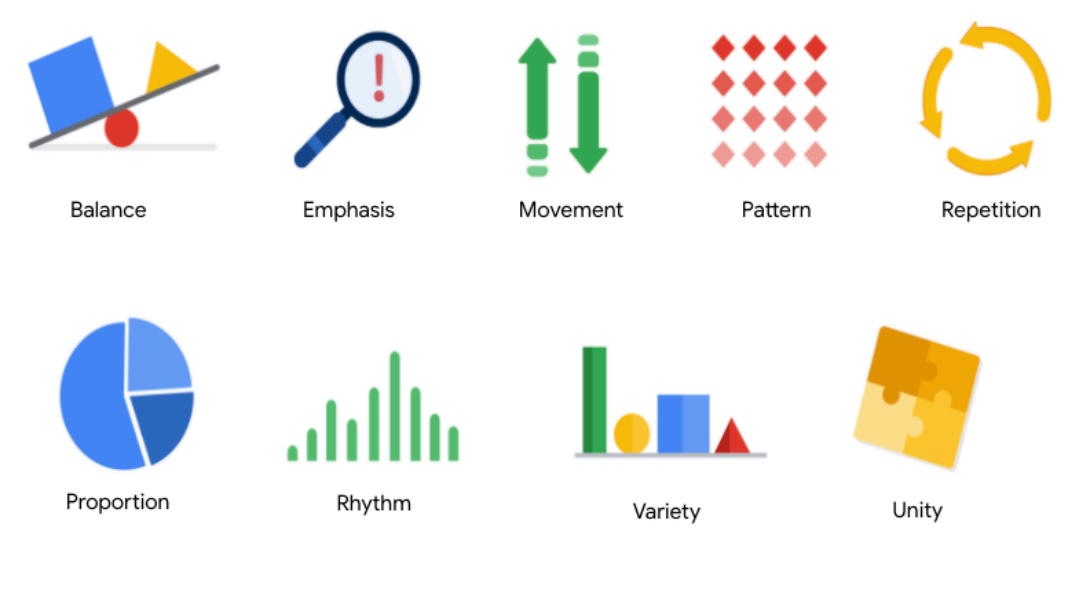 Balance
Emphasis
Movement
Pattern
Repetition
Proportion
Rhythm
Variety
Unity